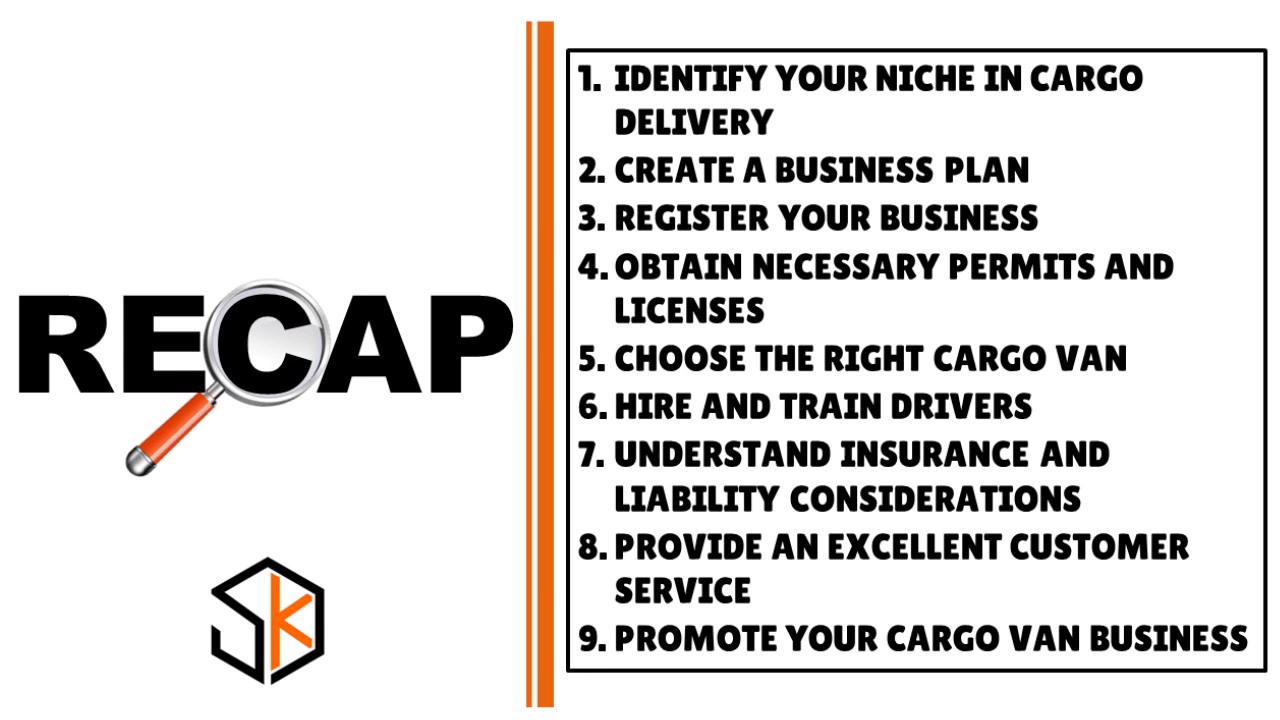 RECAP
SK
1. IDENTIFY YOUR NICHE IN CARGO
DELIVERY
2. CREATE A BUSINESS PLAN
3. REGISTER YOUR BUSINESS
4. OBTAIN NECESSARY PERMITS AND
LICENSES
5. CHOOSE THE RIGHT CARGO VAN
6. HIRE AND TRAIN DRIVERS
7. UNDERSTAND INSURANCE AND
LIABILITY CONSIDERATIONS
8. PROVIDE AN EXCELLENT CUSTOMER
SERVICE
9. PROMOTE YOUR CARGO VAN BUSINESS